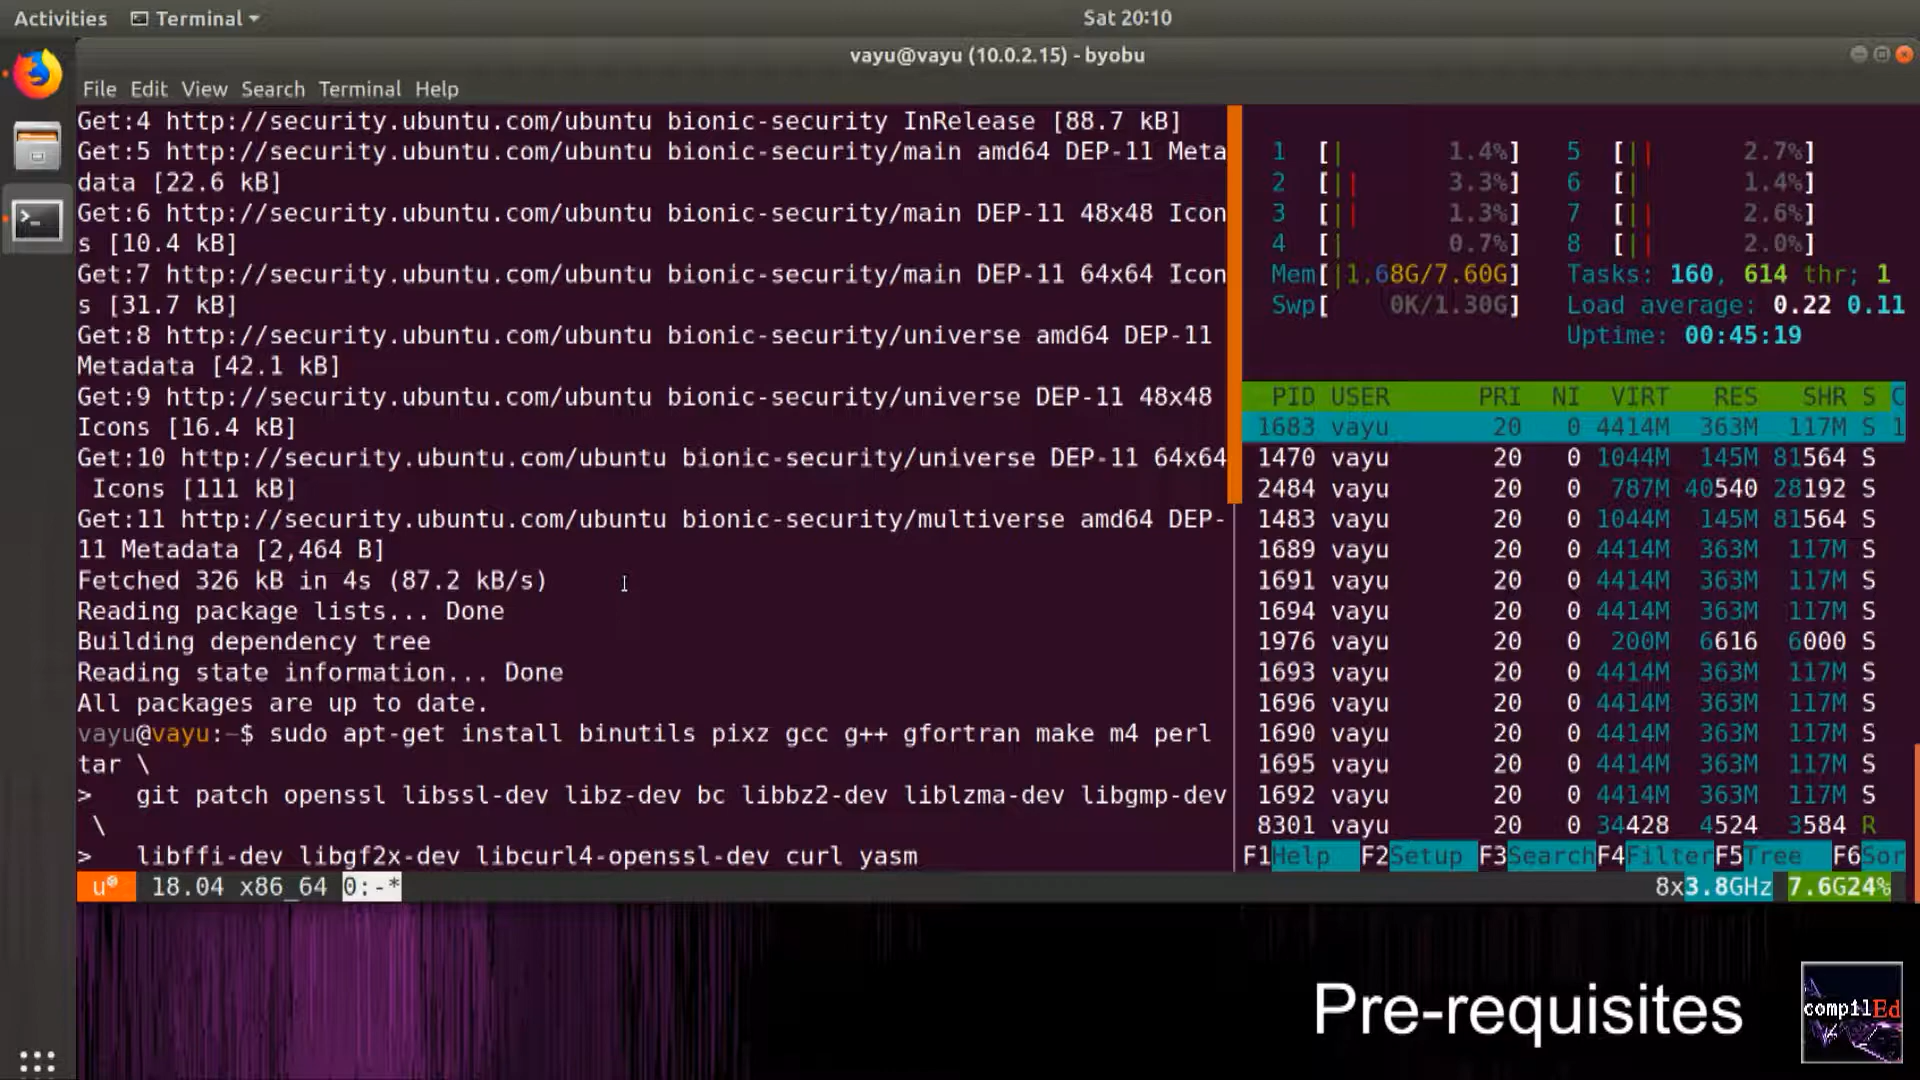 Activities Terminal Sat 20:10
vayu@vayu (10.0.2.15) - byobu
File Edit View Search Terminal Help
Get:4 http://security.ubuntu.com/ubuntu bionic-security InRelease [88.7 kB]
Get:5 http://security.ubuntu.com/ubuntu bionic-security/main amd64 DEP-11 Meta
data [22.6 kB]
Get:6 http://security.ubuntu.com/ubuntu bionic-security/main DEP-11 48x48 Icon
s [10.4 kB]
Get:7 http://security.ubuntu.com/ubuntu bionic-security/main DEP-11 64x64 Icon
s [31.7 kB]
Get:8 http://security.ubuntu.com/ubuntu bionic-security/universe amd64 DEP-11
Metadata [42.1 kB]
Get:9 http://security.ubuntu.com/ubuntu bionic-security/universe DEP-11 48x48
Icons [16.4 kB]
Get:10 http://security.ubuntu.com/ubuntu bionic-security/universe DEP-11 64x64
Icons [111 kB]
Get:11 http://security.ubuntu.com/ubuntu bionic-security/multiverse amd64 DEP-
11 Metadata [2,464 B]
Fetched 326 kB in 4s (87.2 kB/s)
Reading package lists... Done
Building dependency tree
Reading state information... Done
All packages are up to date.
vayu@vayu:~$ sudo apt-get install binutils pixz gcc g++ gfortran make m4 perl
tar \
> git patch openssl libssl-dev libz-dev bc libbz2-dev liblzma-dev libgmp-dev
\
> libffi-dev libgf2x-dev libcurl4-openssl-dev curl yasm
1 [| 1.4%] 5 [|| 2.7%]
2 [|| 3.3%] 6 [| 1.4%]
3 [|| 1.3%] 7 [|| 2.6%]
4 [| 0.7%] 8 [|| 2.0%]
Mem[|1.68G/7.60G] Tasks: 160, 614 thr; 1
Swp[ 0K/1.30G] Load average: 0.22 0.11
Uptime: 00:45:19
PID USER PRI NI VIRT RES SHR S C
1683 vayu 20 0 4414M 363M 117M S 1
1470 vayu 20 0 1044M 145M 81564 S
2484 vayu 20 0 787M 40540 28192 S
1483 vayu 20 0 1044M 145M 81564 S
1689 vayu 20 0 4414M 363M 117M S
1691 vayu 20 0 4414M 363M 117M S
1694 vayu 20 0 4414M 363M 117M S
1976 vayu 20 0 200M 6616 6000 S
1693 vayu 20 0 4414M 363M 117M S
1696 vayu 20 0 4414M 363M 117M S
1690 vayu 20 0 4414M 363M 117M S
1695 vayu 20 0 4414M 363M 117M S
1692 vayu 20 0 4414M 363M 117M S
8301 vayu 20 0 34428 4524 3584 R
F1Help F2Setup F3SearchF4FilterF5Tree F6Sor
u 18.04 x86_64 0:-* 8x3.8GHz 7.6G24%
Pre-requisites
compilEd